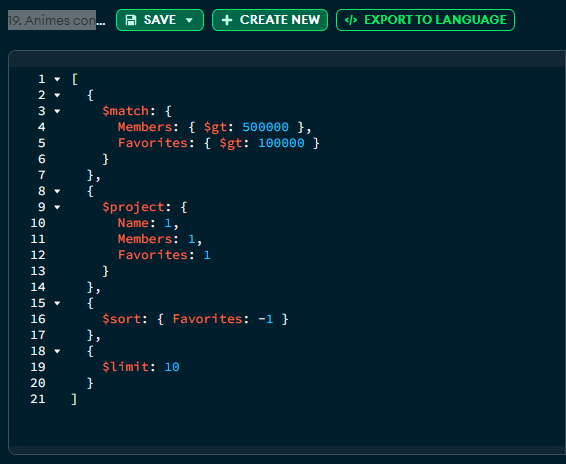 19. Animes con... SAVE + CREATE NEW </> EXPORT TO LANGUAGE
1 [
2 {
3 $match: {
4 Members: { $gt: 500000 },
5 Favorites: { $gt: 100000 }
6 }
7 },
8 {
9 $project: {
10 Name: 1,
11 Members: 1,
12 Favorites: 1
13 }
14 },
15 {
16 $sort: { Favorites: -1 }
17 },
18 {
19 $limit: 10
20 }
21 ]